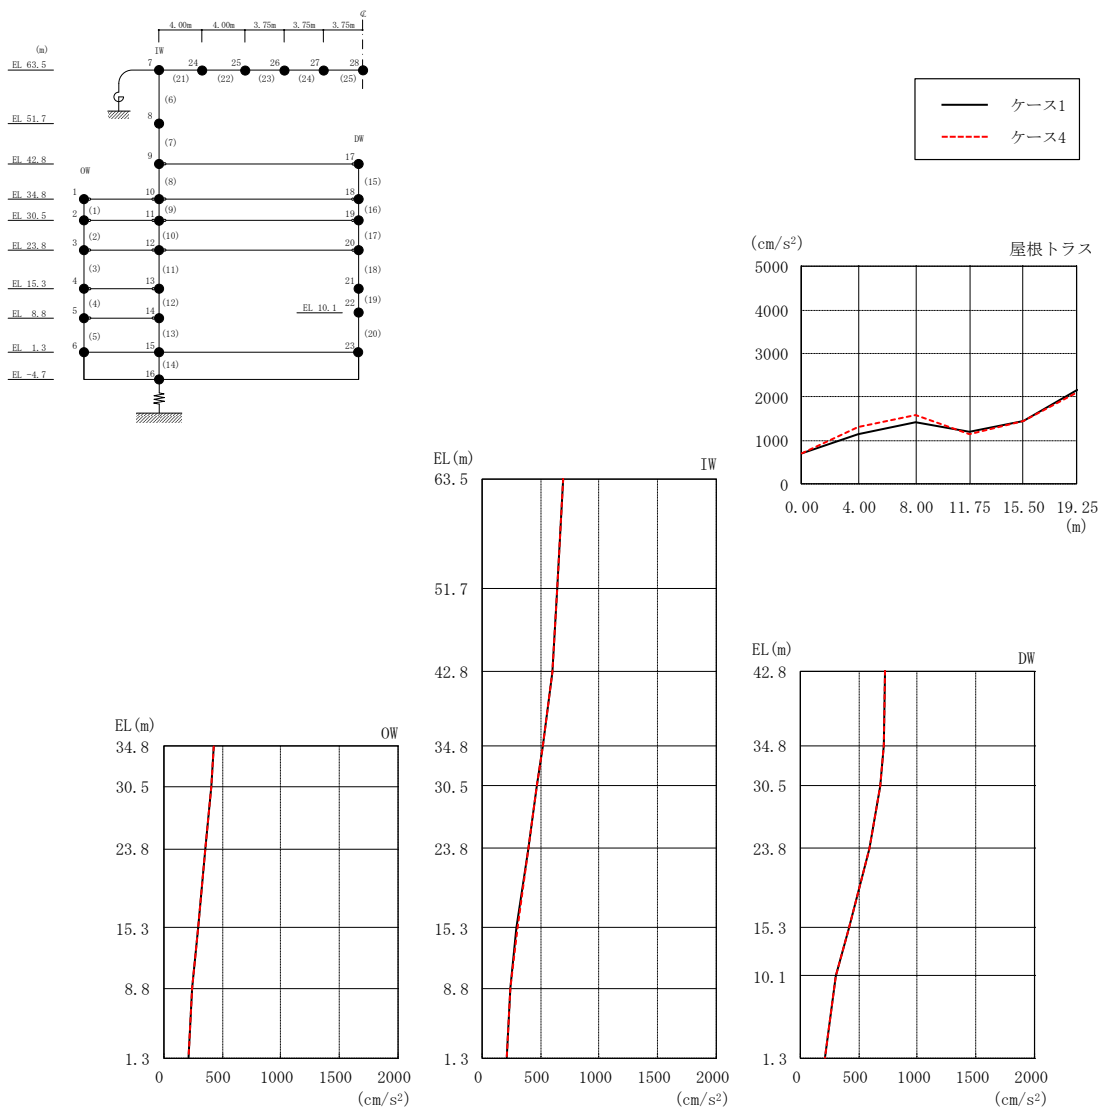 4.00m 4.00m 3.75m 3.75m 3.75m
(m) IW
EL 63.5 7 24 25 26 27 28
(21) (22) (23) (24) (25)
(6)
EL 51.7 8
(7) DW
EL 42.8 9 17
OW (8) (15)
EL 34.8 1 10 18
(1) (9) (16)
EL 30.5 2 11 19
(2) (10) (17)
EL 23.8 3 12 20
(3) (11) (18)
EL 15.3 4 13 21
(4) (12) EL 10.1 22 (19)
EL 8.8 5 14
(5) (13) (20)
EL 1.3 6 15 23
(14)
EL -4.7 16
ケース1
ケース4
(cm/s²) 屋根トラス
5000
4000
3000
2000
1000
0
0.00 4.00 8.00 11.75 15.50 19.25
(m)
EL(m) IW
63.5
51.7
42.8
34.8
30.5
23.8
15.3
8.8
1.3
0 500 1000 1500 2000
(cm/s²)
EL(m) OW
34.8
30.5
23.8
15.3
8.8
1.3
0 500 1000 1500 2000
(cm/s²)
EL(m) DW
42.8
34.8
30.5
23.8
15.3
10.1
1.3
0 500 1000 1500 2000
(cm/s²)